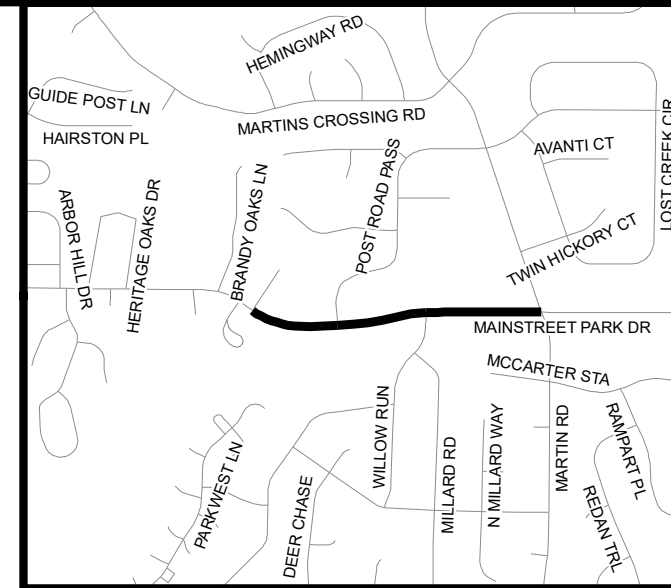 HEMINGWAY RD
GUIDE POST LN
MARTINS CROSSING RD
HAIRSTON PL
AVANTI CT
LOST CREEK CIR
POST ROAD PASS
BRANDY OAKS LN
ARBOR HILL DR
HERITAGE OAKS DR
TWIN HICKORY CT
MAINSTREET PARK DR
MCCARTER STA
WILLOW RUN
RAMPART PL
N MILLARD WAY
MARTIN RD
MILLARD RD
PARKWEST LN
DEER CHASE
REDAN TRL